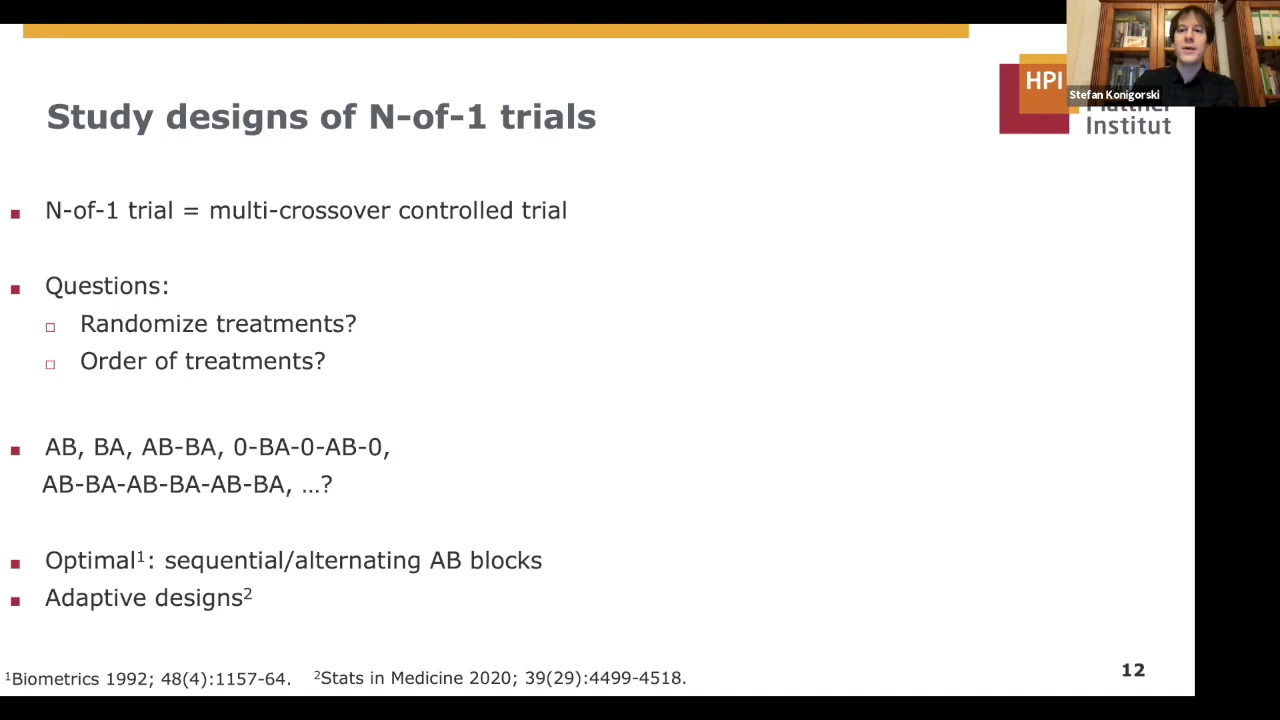 Study designs of N-of-1 trials
HPI
Stefan Konigorski
Institut
N-of-1 trial = multi-crossover controlled trial
Questions:
Randomize treatments?
Order of treatments?
AB, BA, AB-BA, 0-BA-0-AB-0,
AB-BA-AB-BA-AB-BA, …?
Optimal¹: sequential/alternating AB blocks
Adaptive designs²
¹Biometrics 1992; 48(4):1157-64. ²Stats in Medicine 2020; 39(29):4499-4518.
12